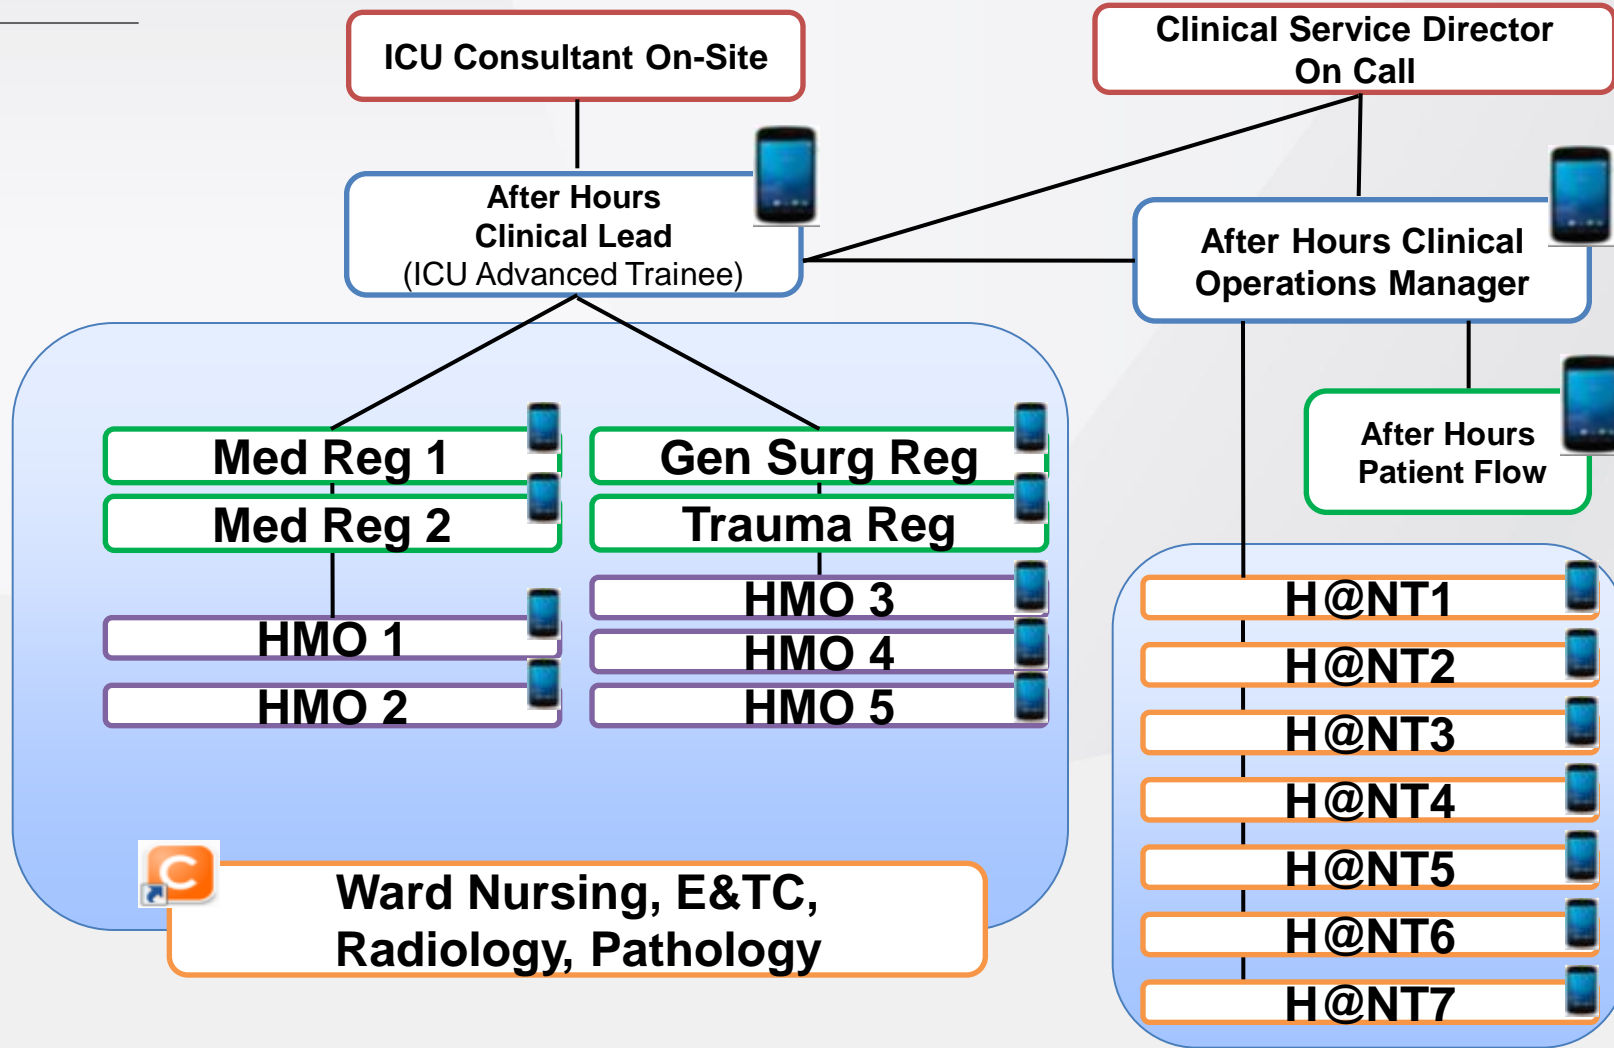 ICU Consultant On-Site
Clinical Service Director
On Call
After Hours
Clinical Lead
(ICU Advanced Trainee)
After Hours Clinical
Operations Manager
After Hours
Patient Flow
Med Reg 1
Med Reg 2
HMO 1
HMO 2
Gen Surg Reg
Trauma Reg
HMO 3
HMO 4
HMO 5
H@NT1
H@NT2
H@NT3
H@NT4
H@NT5
H@NT6
H@NT7
C
Ward Nursing, E&TC,
Radiology, Pathology